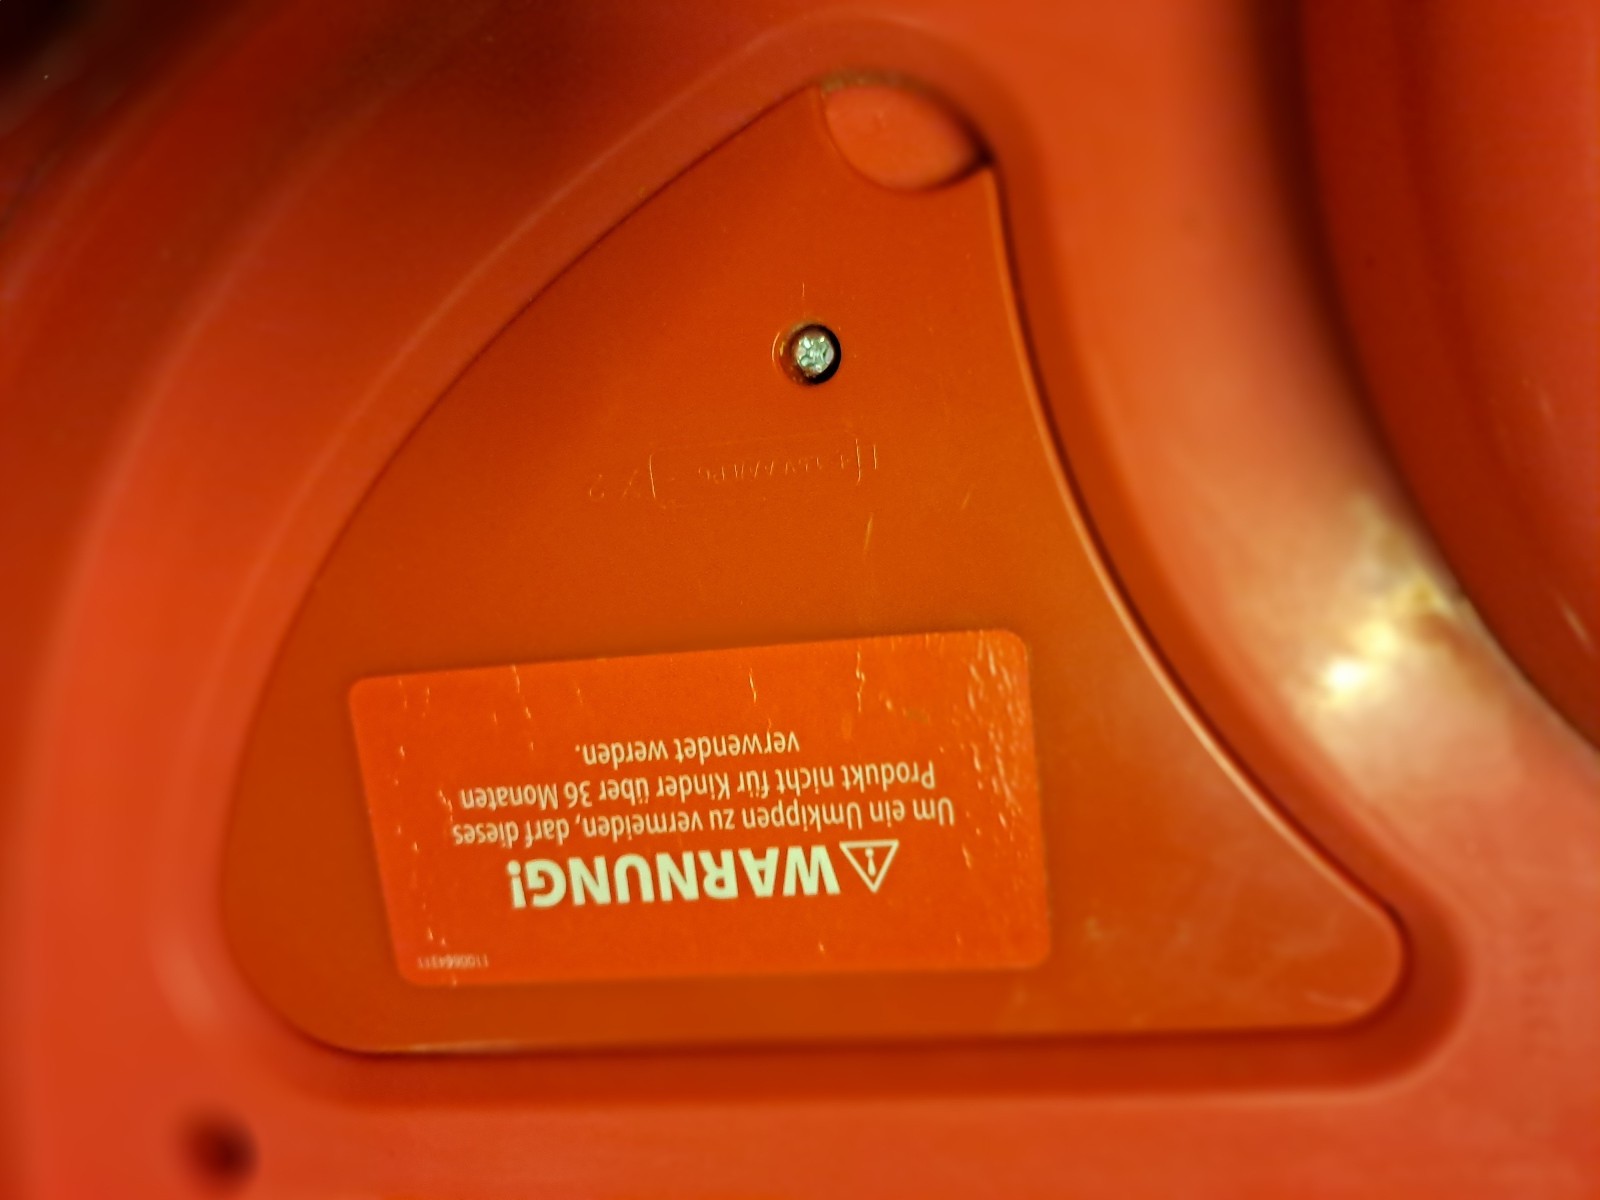 WARNUNG!
Um ein Umkippen zu vermeiden, darf dieses
Produkt nicht für Kinder über 36 Monaten
verwendet werden.